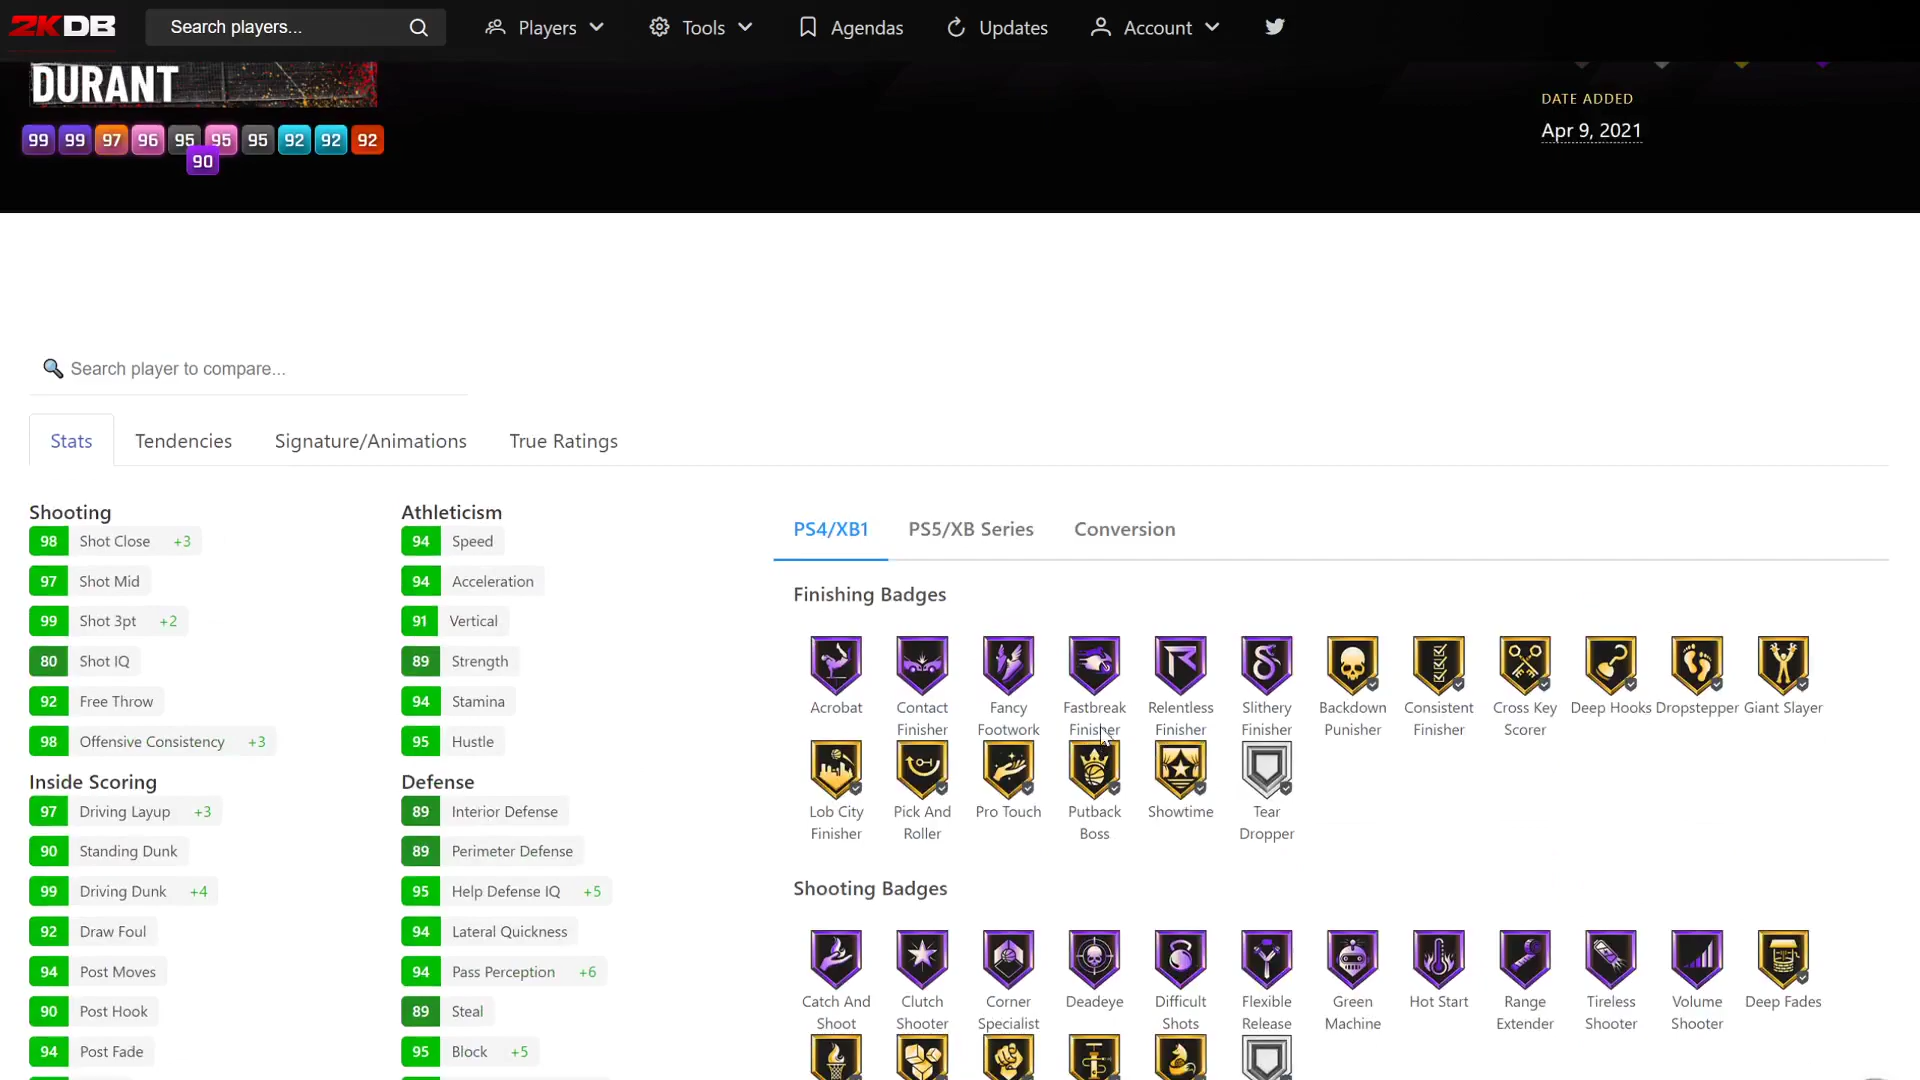 2KDB Search players... Players Tools Agendas Updates Account
DURANT
DATE ADDED
Apr 9, 2021
99 99 97 96 95 95 95 92 92 92
90
Search player to compare...
Stats Tendencies Signature/Animations True Ratings
Shooting
98 Shot Close +3
97 Shot Mid
99 Shot 3pt +2
80 Shot IQ
92 Free Throw
98 Offensive Consistency +3
Inside Scoring
97 Driving Layup +3
90 Standing Dunk
99 Driving Dunk +4
92 Draw Foul
94 Post Moves
90 Post Hook
94 Post Fade
Athleticism
94 Speed
94 Acceleration
91 Vertical
89 Strength
94 Stamina
95 Hustle
Defense
89 Interior Defense
89 Perimeter Defense
95 Help Defense IQ +5
94 Lateral Quickness
94 Pass Perception +6
89 Steal
95 Block +5
PS4/XB1 PS5/XB Series Conversion
Finishing Badges
Acrobat
Contact
Finisher
Fancy
Footwork
Fastbreak
Finisher
Relentless
Finisher
Slithery
Finisher
Backdown
Punisher
Consistent
Finisher
Cross Key
Scorer
Deep Hooks
Dropstepper
Giant Slayer
Lob City
Finisher
Pick And
Roller
Pro Touch
Putback
Boss
Showtime
Tear
Dropper
Shooting Badges
Catch And
Shoot
Clutch
Shooter
Corner
Specialist
Deadeye
Difficult
Shots
Flexible
Release
Green
Machine
Hot Start
Range
Extender
Tireless
Shooter
Volume
Shooter
Deep Fades